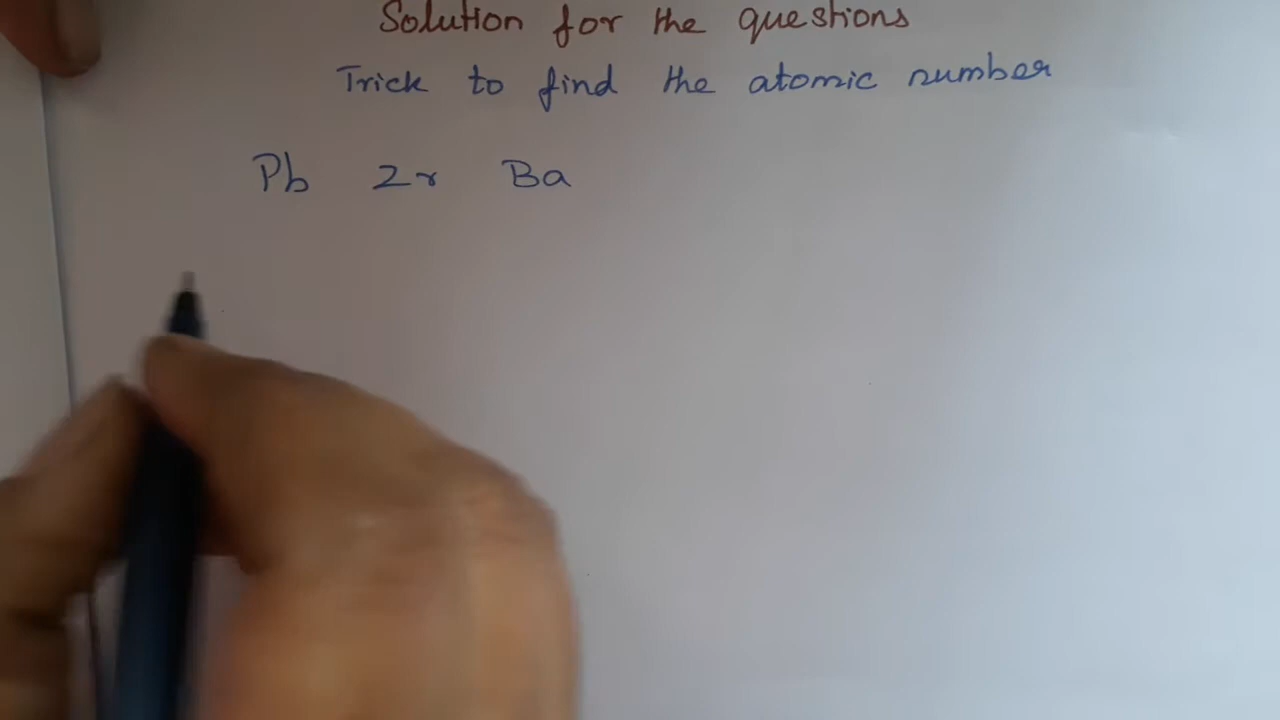 Solution for the questions
Trick to find the atomic number
Pb Zr Ba